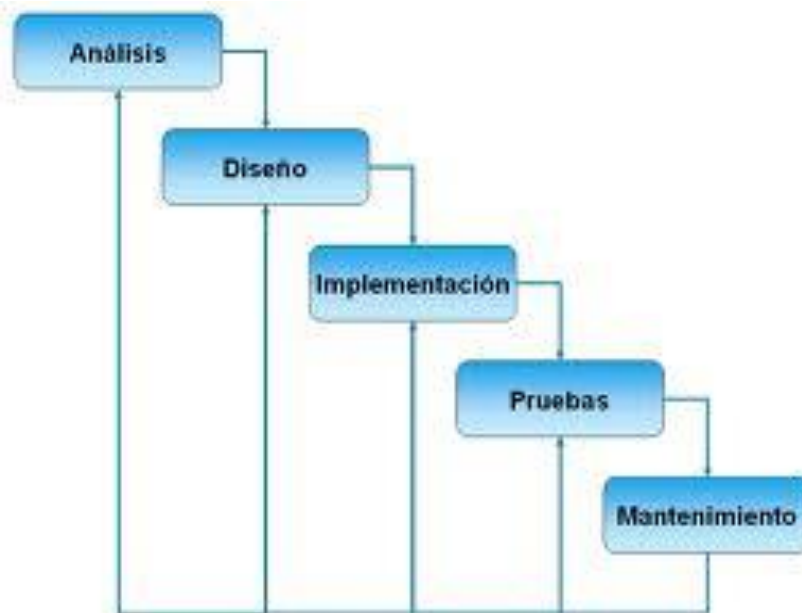 Análisis
Diseño
Implementación
Pruebas
Mantenimiento